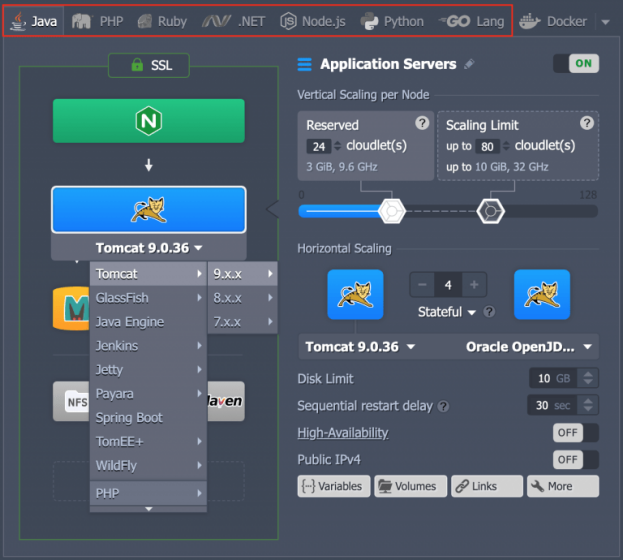 Java PHP Ruby .NET Node.js Python GO Lang Docker
SSL
N
Tomcat 9.0.36
Tomcat 9.x.x
GlassFish 8.x.x
Java Engine 7.x.x
Jenkins
Jetty
Payara
Spring Boot
TomEE+
WildFly
PHP
M
NFS
aven
Application Servers ON
Vertical Scaling per Node
Reserved ? Scaling Limit ?
24 cloudlet(s) up to 80 cloudlet(s)
3 GiB, 9.6 GHz up to 10 GiB, 32 GHz
0 128
Horizontal Scaling
4
Stateful ?
Tomcat 9.0.36 Oracle OpenJD...
Disk Limit 10 GB
Sequential restart delay ? 30 sec
High-Availability OFF
Public IPv4 OFF
{--} Variables Volumes Links More